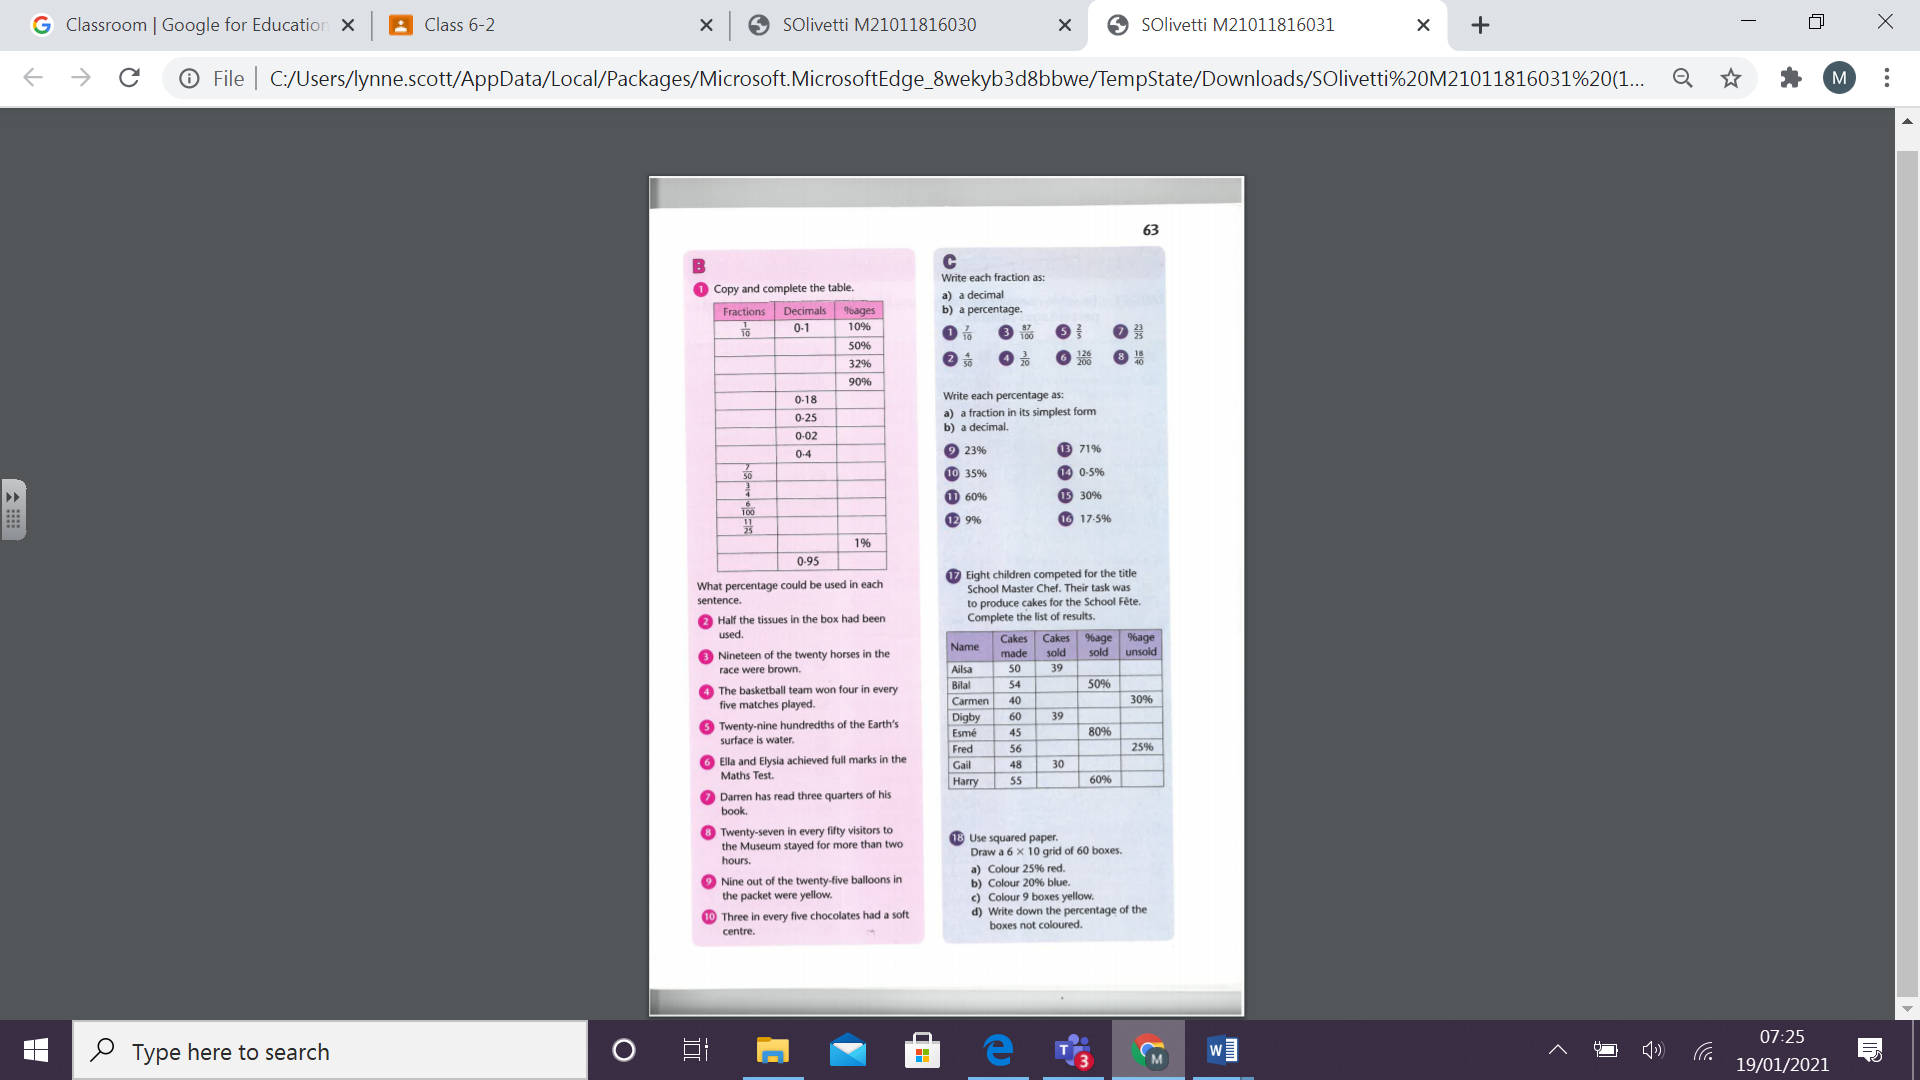 Classroom | Google for Education
Class 6-2
SOlivetti M21011816030
SOlivetti M21011816031
File
C:/Users/lynne.scott/AppData/Local/Packages/Microsoft.MicrosoftEdge_8wekyb3d8bbwe/TempState/Downloads/SOlivetti%20M21011816031%20(1...
M
63
B
1 Copy and complete the table.
Fractions Decimals %ages
1/10 0·1 10%
50%
32%
90%
0·18
0·25
0·02
0·4
7/50
3/4
6/100
11/25
1%
0·95
What percentage could be used in each
sentence.
2 Half the tissues in the box had been
used.
3 Nineteen of the twenty horses in the
race were brown.
4 The basketball team won four in every
five matches played.
5 Twenty-nine hundredths of the Earth's
surface is water.
6 Ella and Elysia achieved full marks in the
Maths Test.
7 Darren has read three quarters of his
book.
8 Twenty-seven in every fifty visitors to
the Museum stayed for more than two
hours.
9 Nine out of the twenty-five balloons in
the packet were yellow.
10 Three in every five chocolates had a soft
centre.
C
Write each fraction as:
a) a decimal
b) a percentage.
1 7/10 3 87/100 5 2/5 7 23/25
2 4/50 4 3/20 6 126/200 8 18/40
Write each percentage as:
a) a fraction in its simplest form
b) a decimal.
9 23% 13 71%
10 35% 14 0·5%
11 60% 15 30%
12 9% 16 17·5%
17 Eight children competed for the title
School Master Chef. Their task was
to produce cakes for the School Fête.
Complete the list of results.
Name Cakes made Cakes sold %age sold %age unsold
Ailsa 50 39
Bilal 54 50%
Carmen 40 30%
Digby 60 39
Esmé 45 80%
Fred 56 25%
Gail 48 30
Harry 55 60%
18 Use squared paper.
Draw a 6 × 10 grid of 60 boxes.
a) Colour 25% red.
b) Colour 20% blue.
c) Colour 9 boxes yellow.
d) Write down the percentage of the
boxes not coloured.
Type here to search
3
M
07:25
19/01/2021